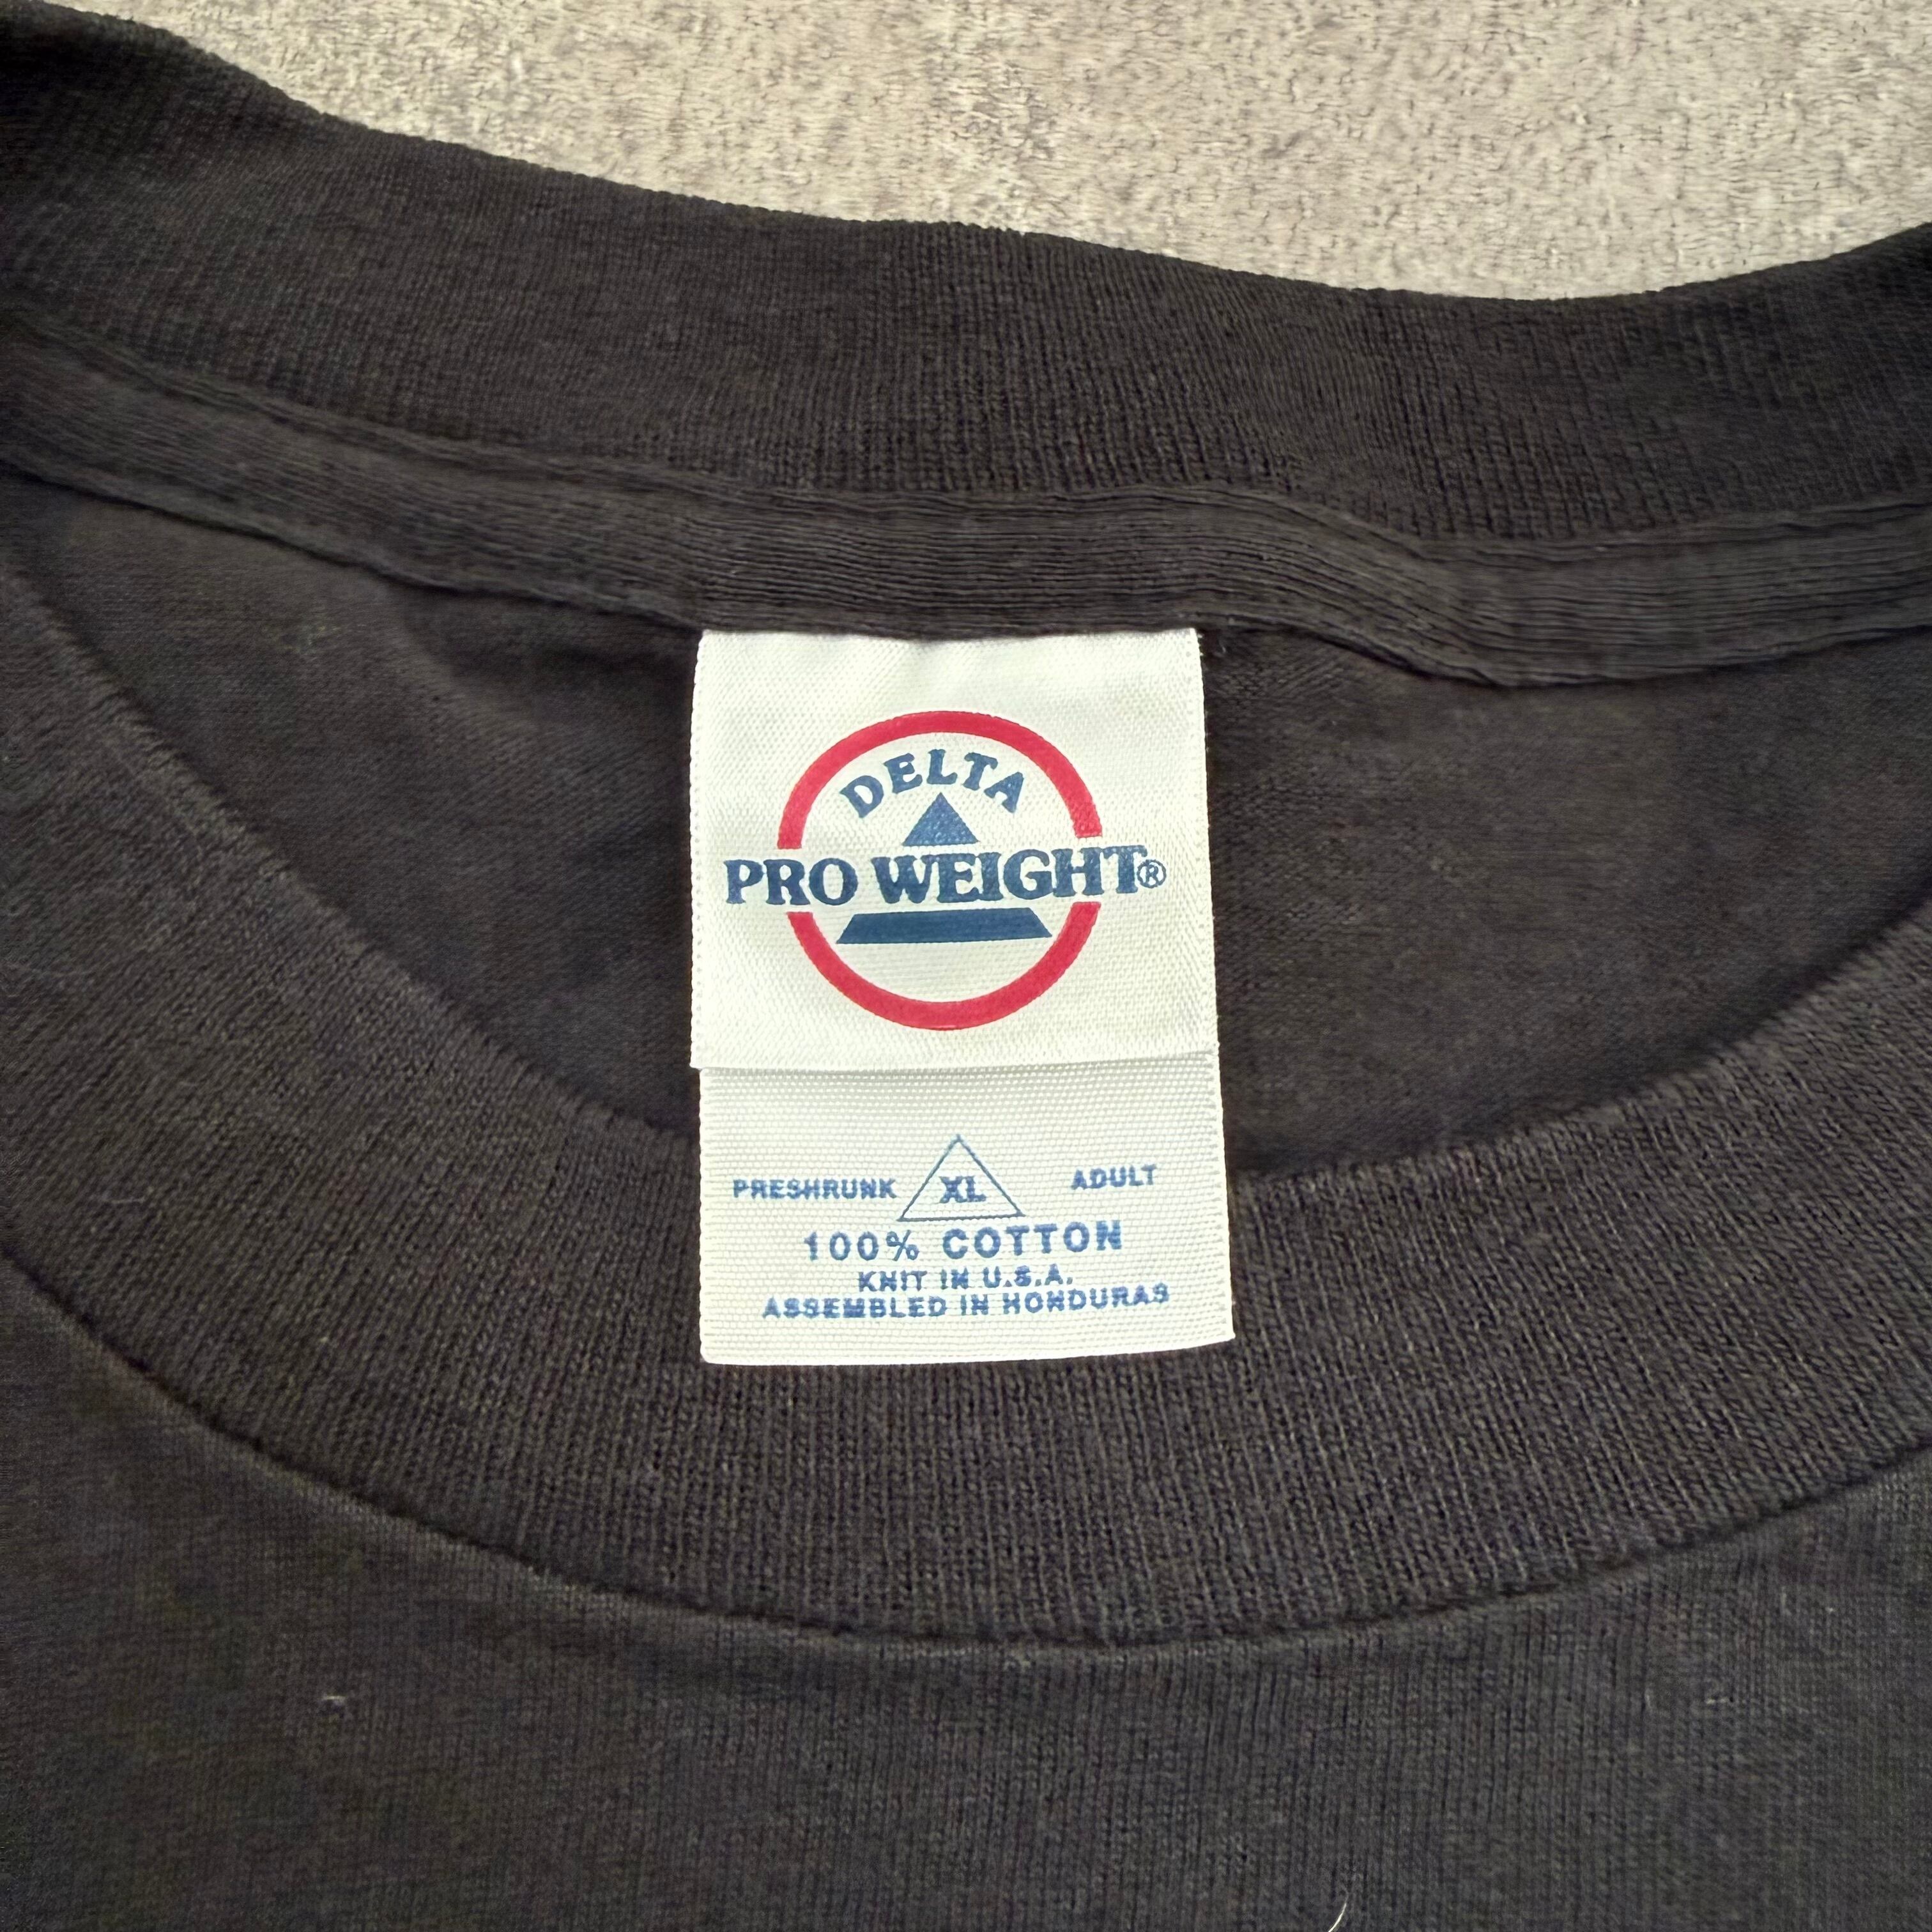 DELTA
PRO WEIGHT®
PRESHRUNK XL ADULT
100% COTTON
KNIT IN U.S.A.
ASSEMBLED IN HONDURAS